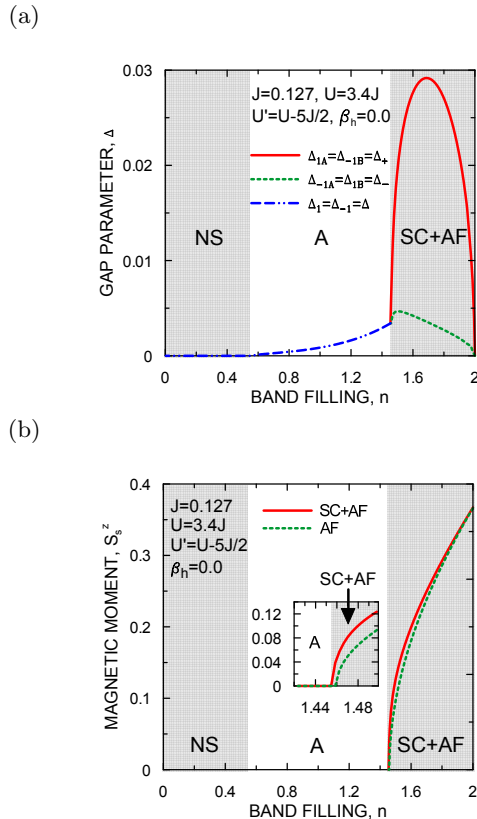 (a)
0.03
0.02
0.01
0
GAP PARAMETER, Δ
J=0.127, U=3.4J
U'=U-5J/2, β_h=0.0
Δ_{1A}=Δ_{-1B}=Δ_+
Δ_{-1A}=Δ_{1B}=Δ_-
Δ_1=Δ_{-1}=Δ
NS
A
SC+AF
0 0.4 0.8 1.2 1.6 2
BAND FILLING, n
(b)
0.4
0.3
0.2
0.1
0
MAGNETIC MOMENT, S_s^z
J=0.127
U=3.4J
U'=U-5J/2
β_h=0.0
SC+AF
AF
SC+AF
A
0.12
0.08
0.04
0
1.44 1.48
NS
A
SC+AF
0 0.4 0.8 1.2 1.6 2
BAND FILLING, n